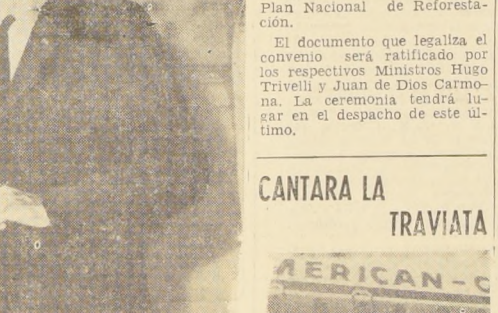 Plan Nacional de Reforesta-
ción.
El documento que legaliza el
convenio será ratificado por
los respectivos Ministros Hugo
Trivelli y Juan de Dios Carmo-
na. La ceremonia tendrá lu-
gar en el despacho de este úl-
timo.
CANTARA LA
TRAVIATA
MERICAN-C